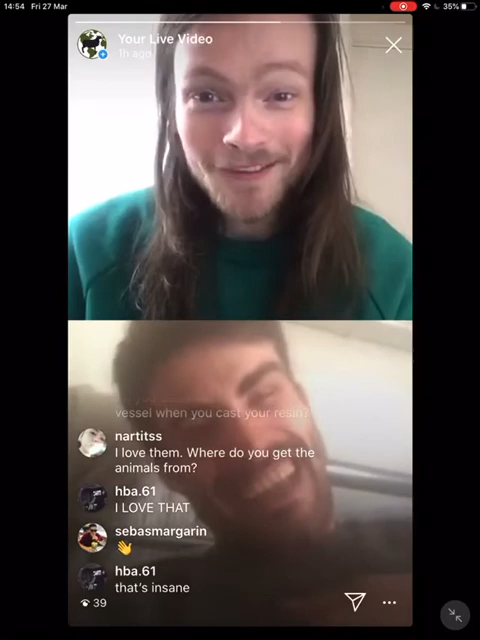 14:54 Fri 27 Mar
35%
Your Live Video
1h ago
vessel when you cast your resin?
nartitss
I love them. Where do you get the
animals from?
hba.61
I LOVE THAT
sebasmargarin
👋
hba.61
that's insane
39